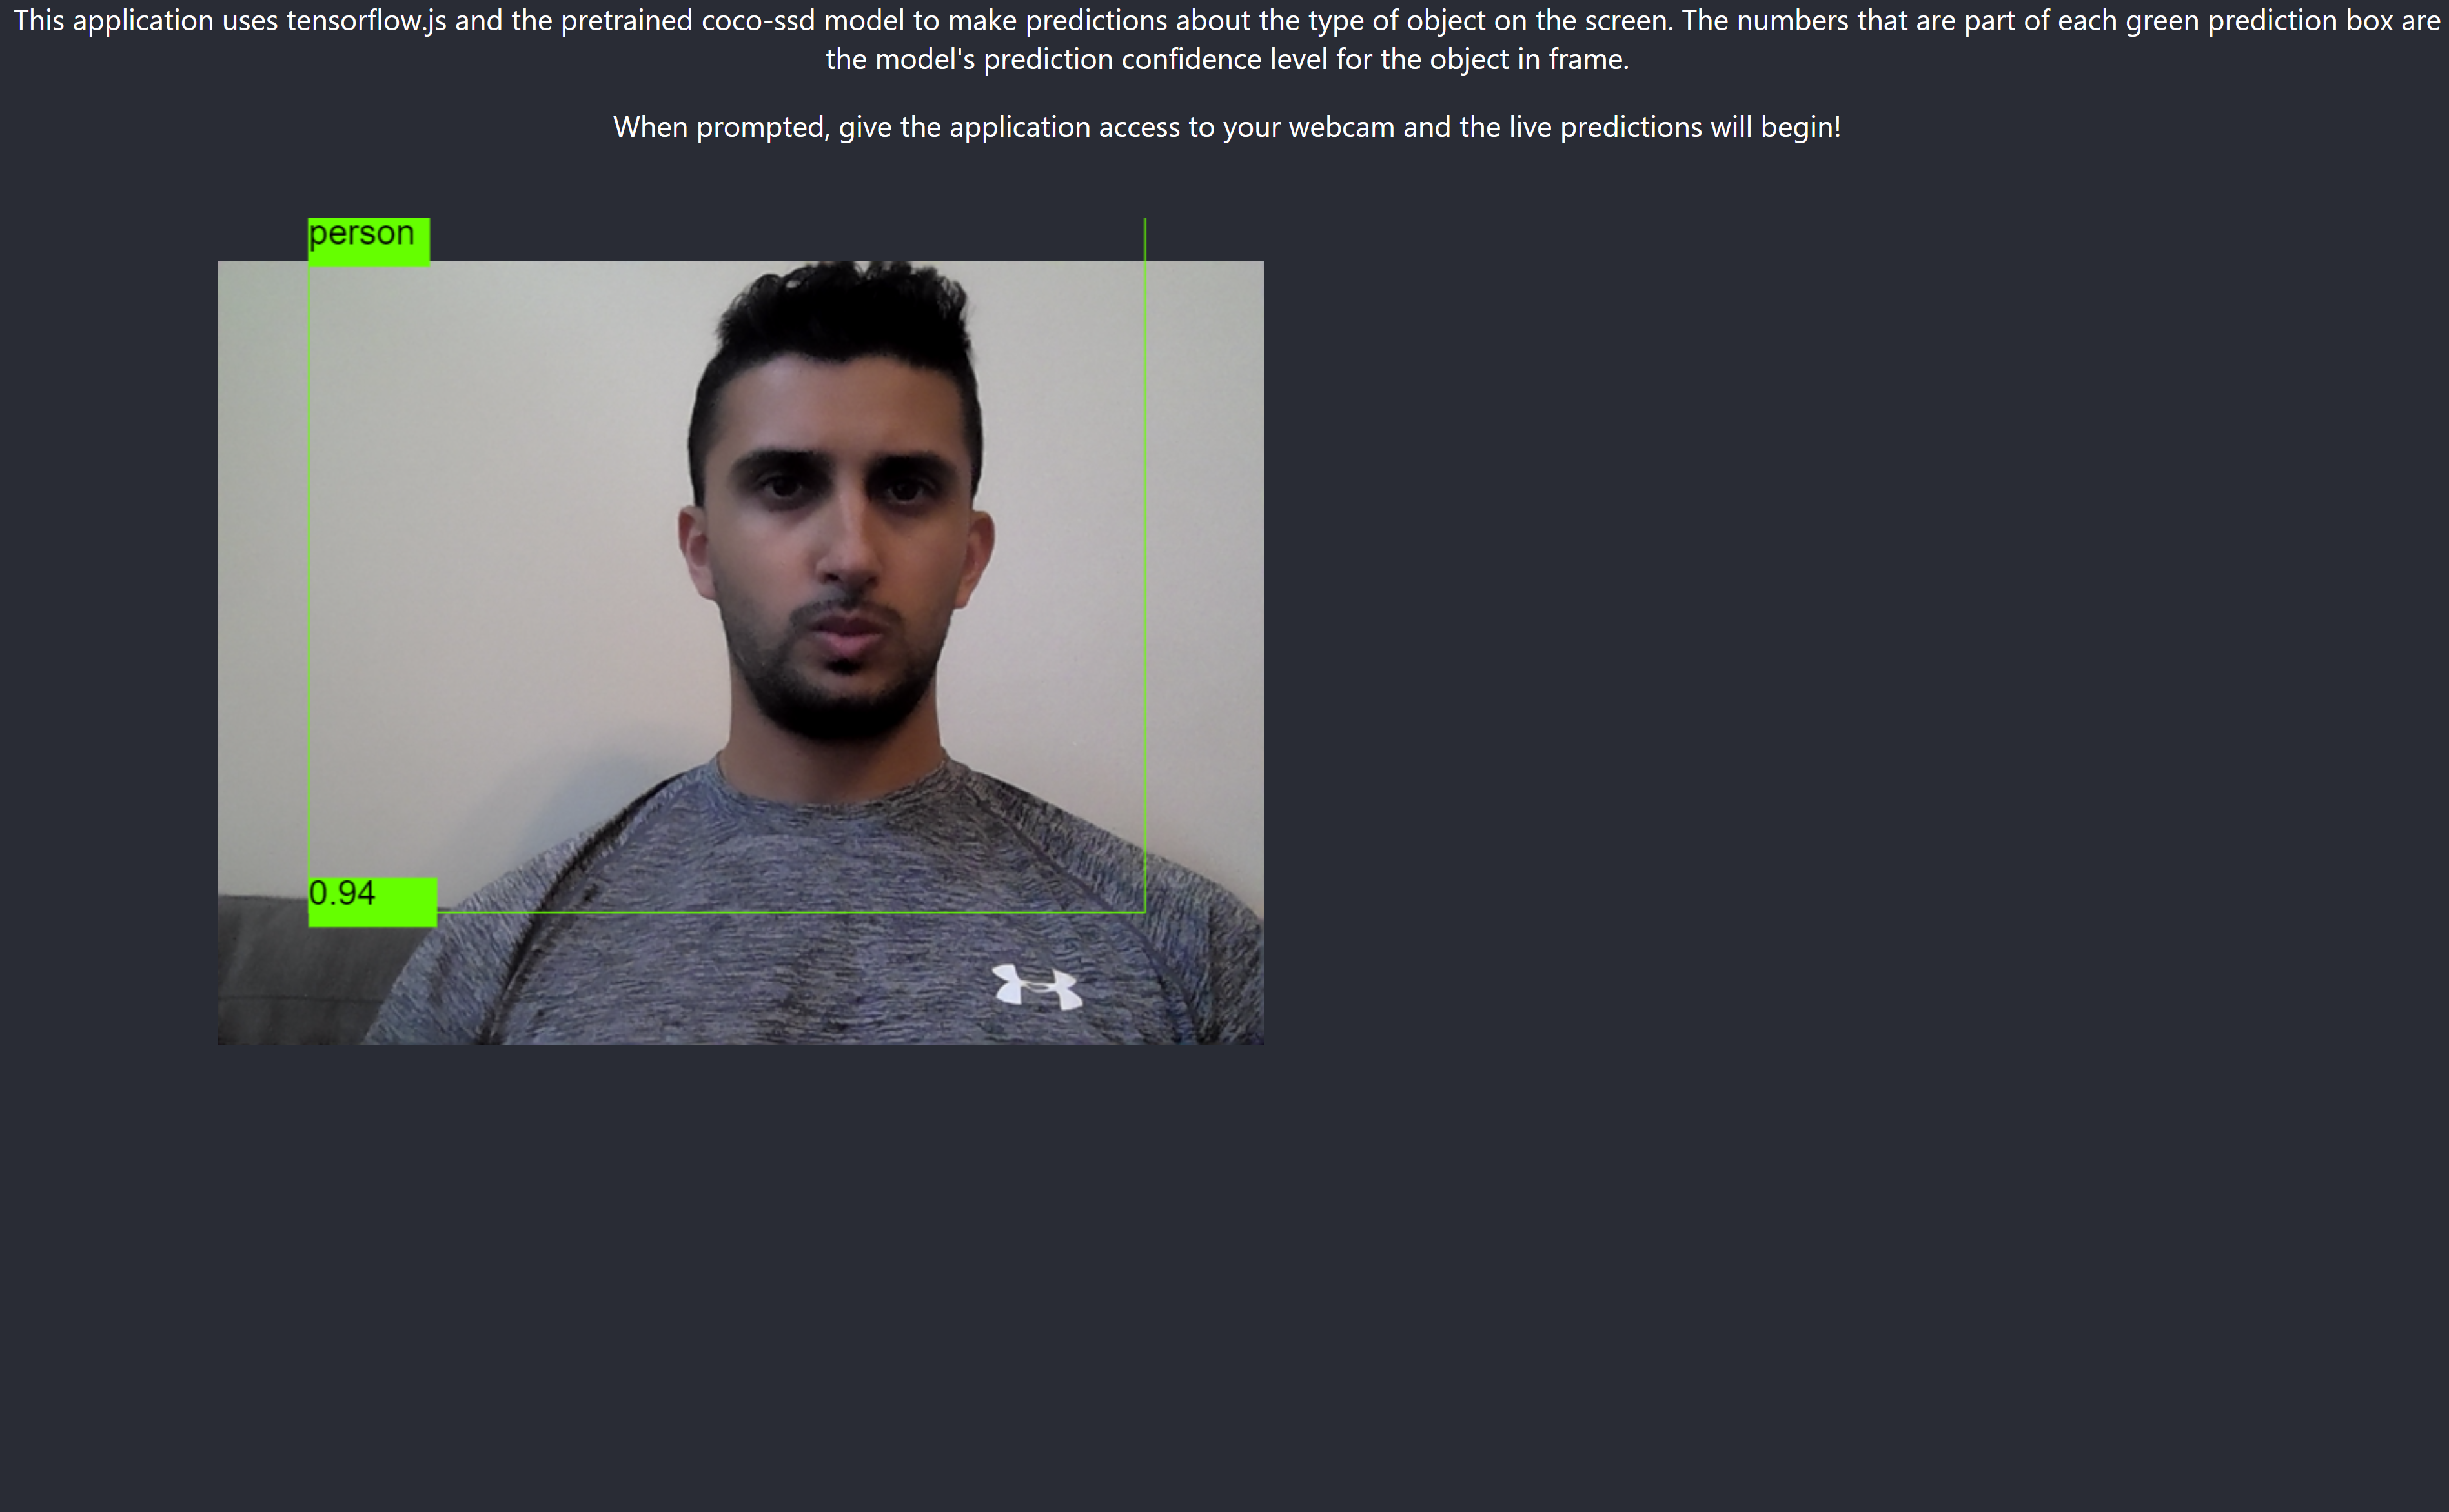 This application uses tensorflow.js and the pretrained coco-ssd model to make predictions about the type of object on the screen. The numbers that are part of each green prediction box are
the model's prediction confidence level for the object in frame.
When prompted, give the application access to your webcam and the live predictions will begin!
person
0.94